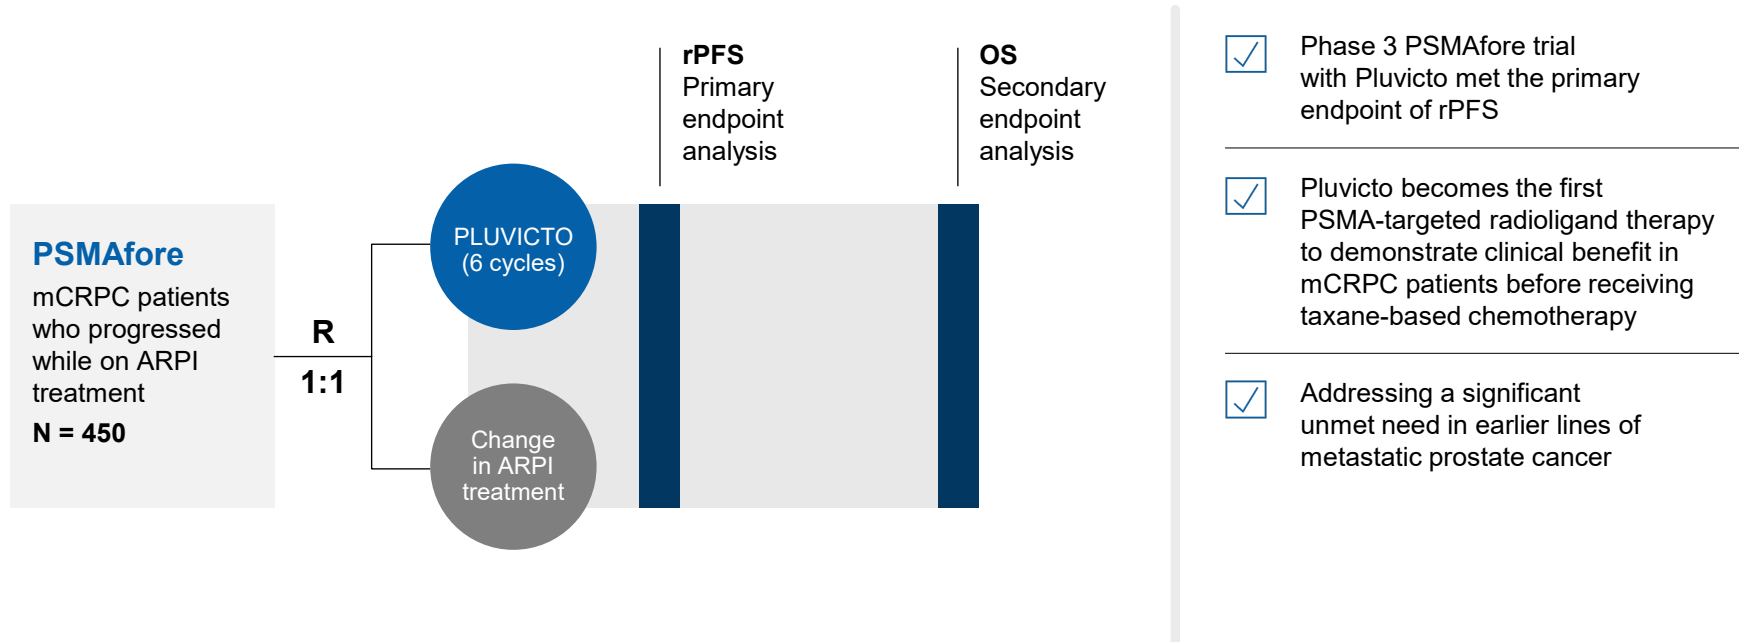 PSMAfore
mCRPC patients
who progressed
while on ARPI
treatment
N = 450
R
1:1
PLUVICTO
(6 cycles)
Change
in ARPI
treatment
rPFS
Primary
endpoint
analysis
OS
Secondary
endpoint
analysis
Phase 3 PSMAfore trial
with Pluvicto met the primary
endpoint of rPFS
Pluvicto becomes the first
PSMA-targeted radioligand therapy
to demonstrate clinical benefit in
mCRPC patients before receiving
taxane-based chemotherapy
Addressing a significant
unmet need in earlier lines of
metastatic prostate cancer